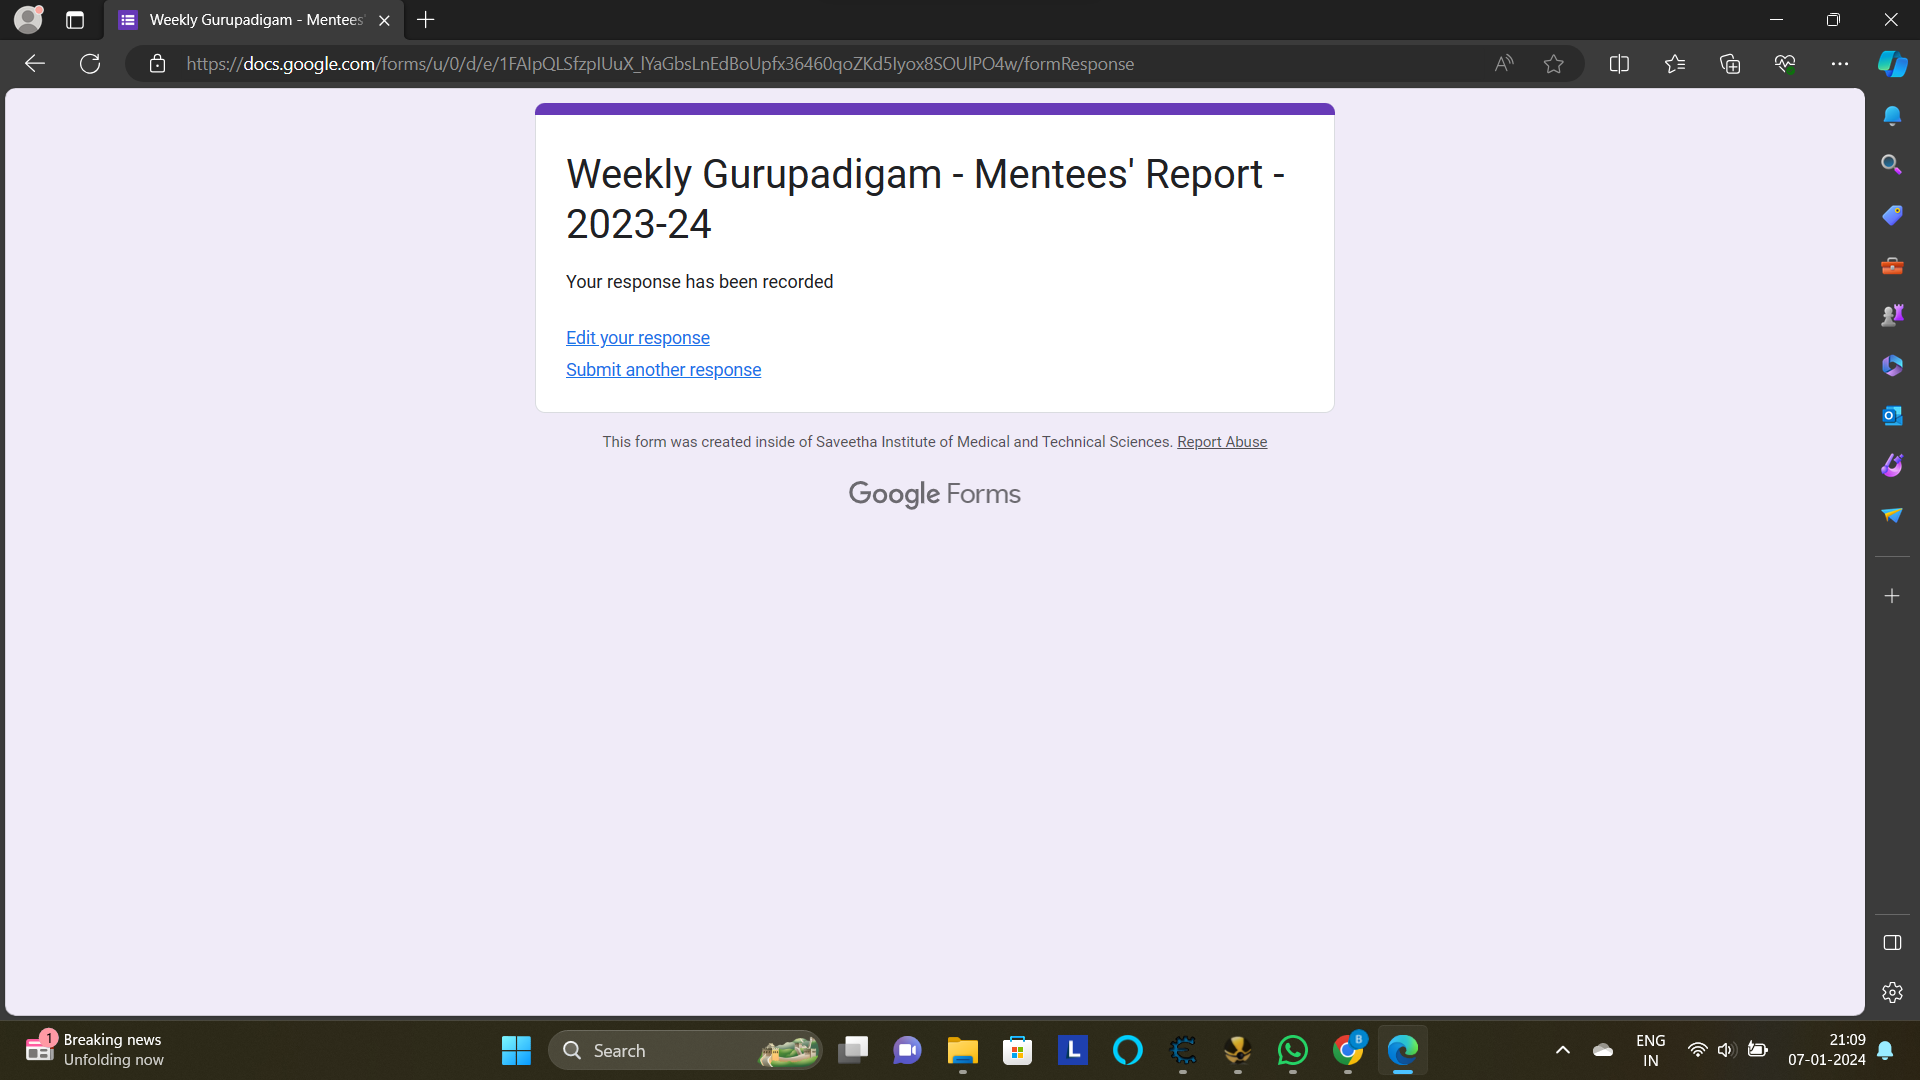 Weekly Gurupadigam - Mentees'
https://docs.google.com/forms/u/0/d/e/1FAIpQLSfzpIUuX_lYaGbsLnEdBoUpfx36460qoZKd5Iyox8SOUlPO4w/formResponse
Weekly Gurupadigam - Mentees' Report -
2023-24
Your response has been recorded
Edit your response
Submit another response
This form was created inside of Saveetha Institute of Medical and Technical Sciences. Report Abuse
Google Forms
1
Breaking news
Unfolding now
Search
L
B
ENG
IN
21:09
07-01-2024